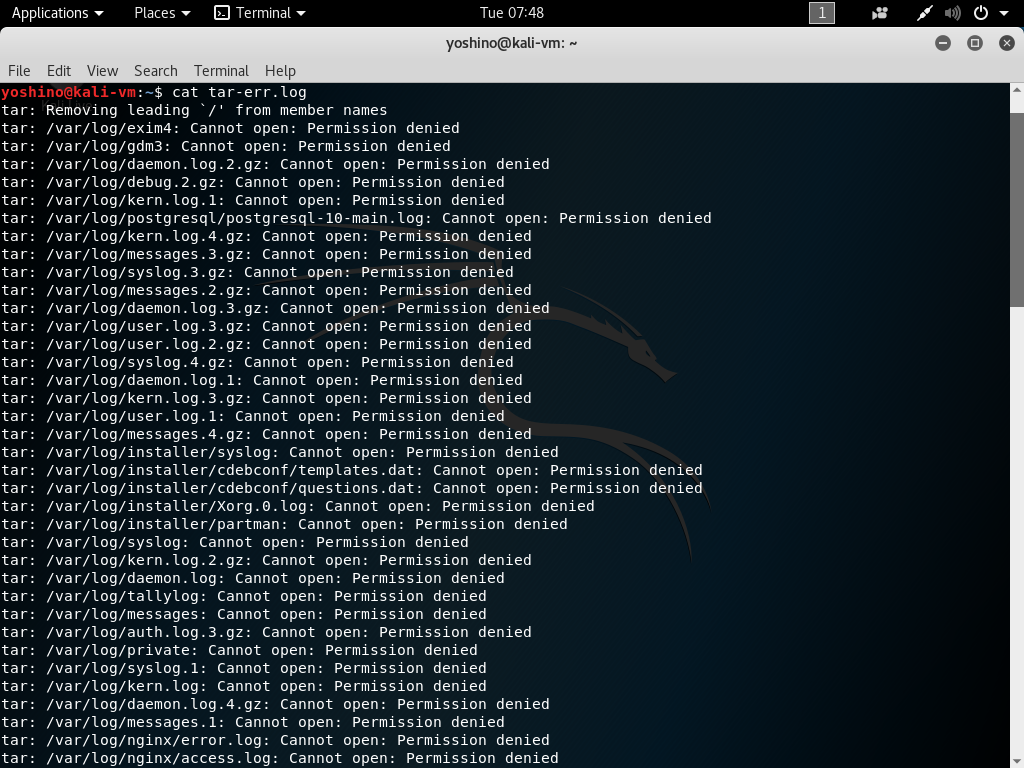 Applications Places Terminal Tue 07:48 1
yoshino@kali-vm: ~
File Edit View Search Terminal Help
yoshino@kali-vm:~$ cat tar-err.log
tar: Removing leading `/' from member names
tar: /var/log/exim4: Cannot open: Permission denied
tar: /var/log/gdm3: Cannot open: Permission denied
tar: /var/log/daemon.log.2.gz: Cannot open: Permission denied
tar: /var/log/debug.2.gz: Cannot open: Permission denied
tar: /var/log/kern.log.1: Cannot open: Permission denied
tar: /var/log/postgresql/postgresql-10-main.log: Cannot open: Permission denied
tar: /var/log/kern.log.4.gz: Cannot open: Permission denied
tar: /var/log/messages.3.gz: Cannot open: Permission denied
tar: /var/log/syslog.3.gz: Cannot open: Permission denied
tar: /var/log/messages.2.gz: Cannot open: Permission denied
tar: /var/log/daemon.log.3.gz: Cannot open: Permission denied
tar: /var/log/user.log.3.gz: Cannot open: Permission denied
tar: /var/log/user.log.2.gz: Cannot open: Permission denied
tar: /var/log/syslog.4.gz: Cannot open: Permission denied
tar: /var/log/daemon.log.1: Cannot open: Permission denied
tar: /var/log/kern.log.3.gz: Cannot open: Permission denied
tar: /var/log/user.log.1: Cannot open: Permission denied
tar: /var/log/messages.4.gz: Cannot open: Permission denied
tar: /var/log/installer/syslog: Cannot open: Permission denied
tar: /var/log/installer/cdebconf/templates.dat: Cannot open: Permission denied
tar: /var/log/installer/cdebconf/questions.dat: Cannot open: Permission denied
tar: /var/log/installer/Xorg.0.log: Cannot open: Permission denied
tar: /var/log/installer/partman: Cannot open: Permission denied
tar: /var/log/syslog: Cannot open: Permission denied
tar: /var/log/kern.log.2.gz: Cannot open: Permission denied
tar: /var/log/daemon.log: Cannot open: Permission denied
tar: /var/log/tallylog: Cannot open: Permission denied
tar: /var/log/messages: Cannot open: Permission denied
tar: /var/log/auth.log.3.gz: Cannot open: Permission denied
tar: /var/log/private: Cannot open: Permission denied
tar: /var/log/syslog.1: Cannot open: Permission denied
tar: /var/log/kern.log: Cannot open: Permission denied
tar: /var/log/daemon.log.4.gz: Cannot open: Permission denied
tar: /var/log/messages.1: Cannot open: Permission denied
tar: /var/log/nginx/error.log: Cannot open: Permission denied
tar: /var/log/nginx/access.log: Cannot open: Permission denied